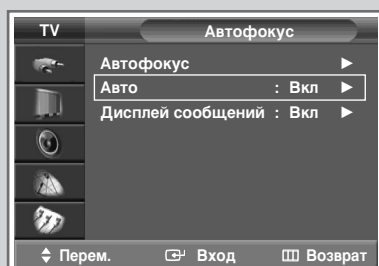 TV Автофокус
Автофокус ►
Авто : Вкл ►
Дисплей сообщений : Вкл ►
Перем. Вход Возврат